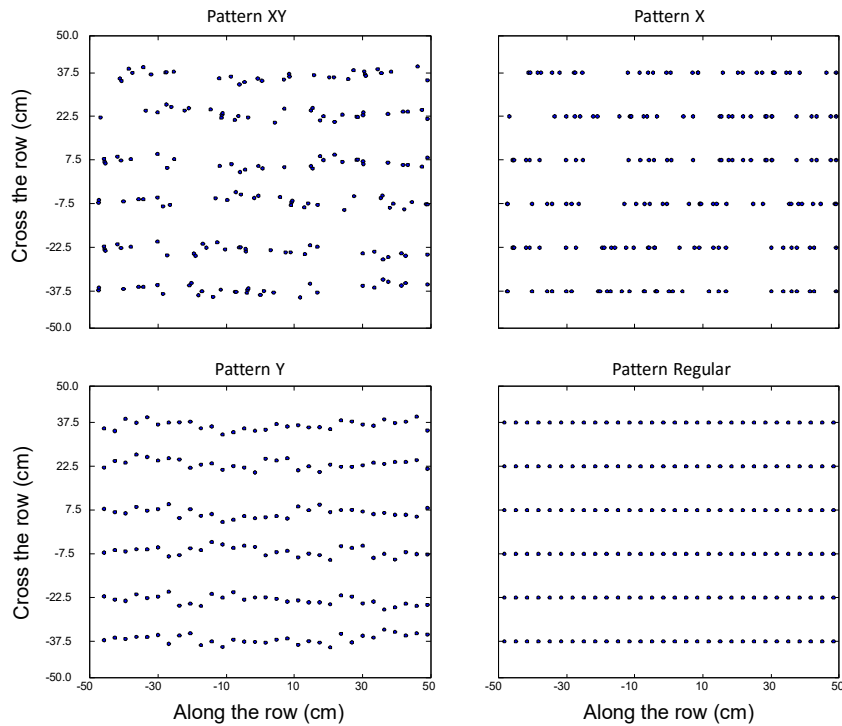 Pattern XY
Pattern X
50.0
37.5
22.5
7.5
-7.5
-22.5
-37.5
-50.0
Cross the row (cm)
Pattern Y
Pattern Regular
50.0
37.5
22.5
7.5
-7.5
-22.5
-37.5
-50.0
Cross the row (cm)
-50 -30 -10 10 30 50
-50 -30 -10 10 30 50
Along the row (cm)
Along the row (cm)